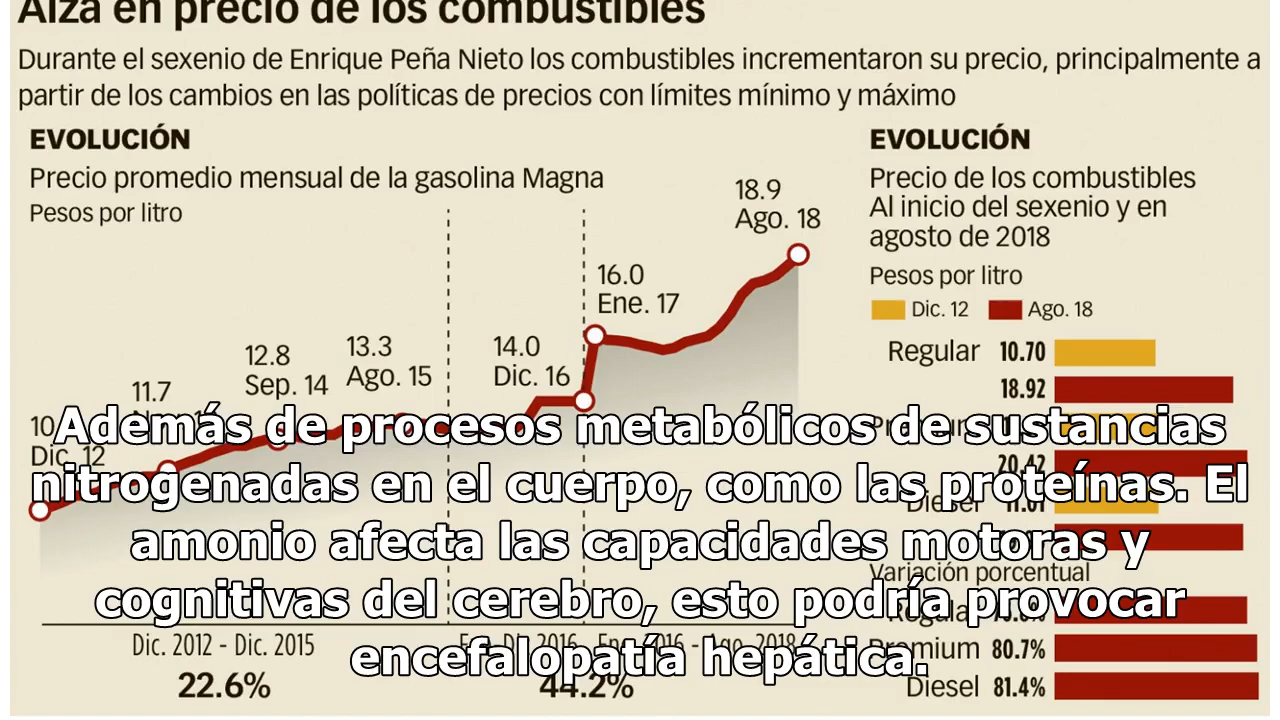 Alza en precio de los combustibles
Durante el sexenio de Enrique Peña Nieto los combustibles incrementaron su precio, principalmente a
partir de los cambios en las políticas de precios con límites mínimo y máximo
EVOLUCIÓN
Precio promedio mensual de la gasolina Magna
Pesos por litro
18.9
Ago. 18
16.0
Ene. 17
14.0
Dic. 16
13.3
Ago. 15
12.8
Sep. 14
11.7
Dic. 12
Dic. 2012 - Dic. 2015
22.6%
44.2%
EVOLUCIÓN
Precio de los combustibles
Al inicio del sexenio y en
agosto de 2018
Pesos por litro
Dic. 12 Ago. 18
Regular 10.70
18.92
Premium
20.42
Diesel 11.01
Variación porcentual
Regular
Premium 80.7%
Diesel 81.4%
Además de procesos metabólicos de sustancias
nitrogenadas en el cuerpo, como las proteínas. El
amonio afecta las capacidades motoras y
cognitivas del cerebro, esto podría provocar
encefalopatía hepática.